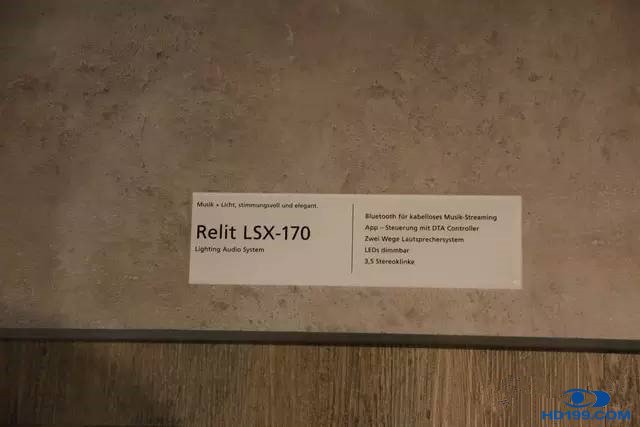 Musik + Licht, stimmungsvoll und elegant.
Relit LSX-170
Lighting Audio System
Bluetooth für kabelloses Musik-Streaming
App – Steuerung mit DTA Controller
Zwei Wege Lautsprechersystem
LEDs dimmbar
3,5 Stereoklinke
HD199.COM